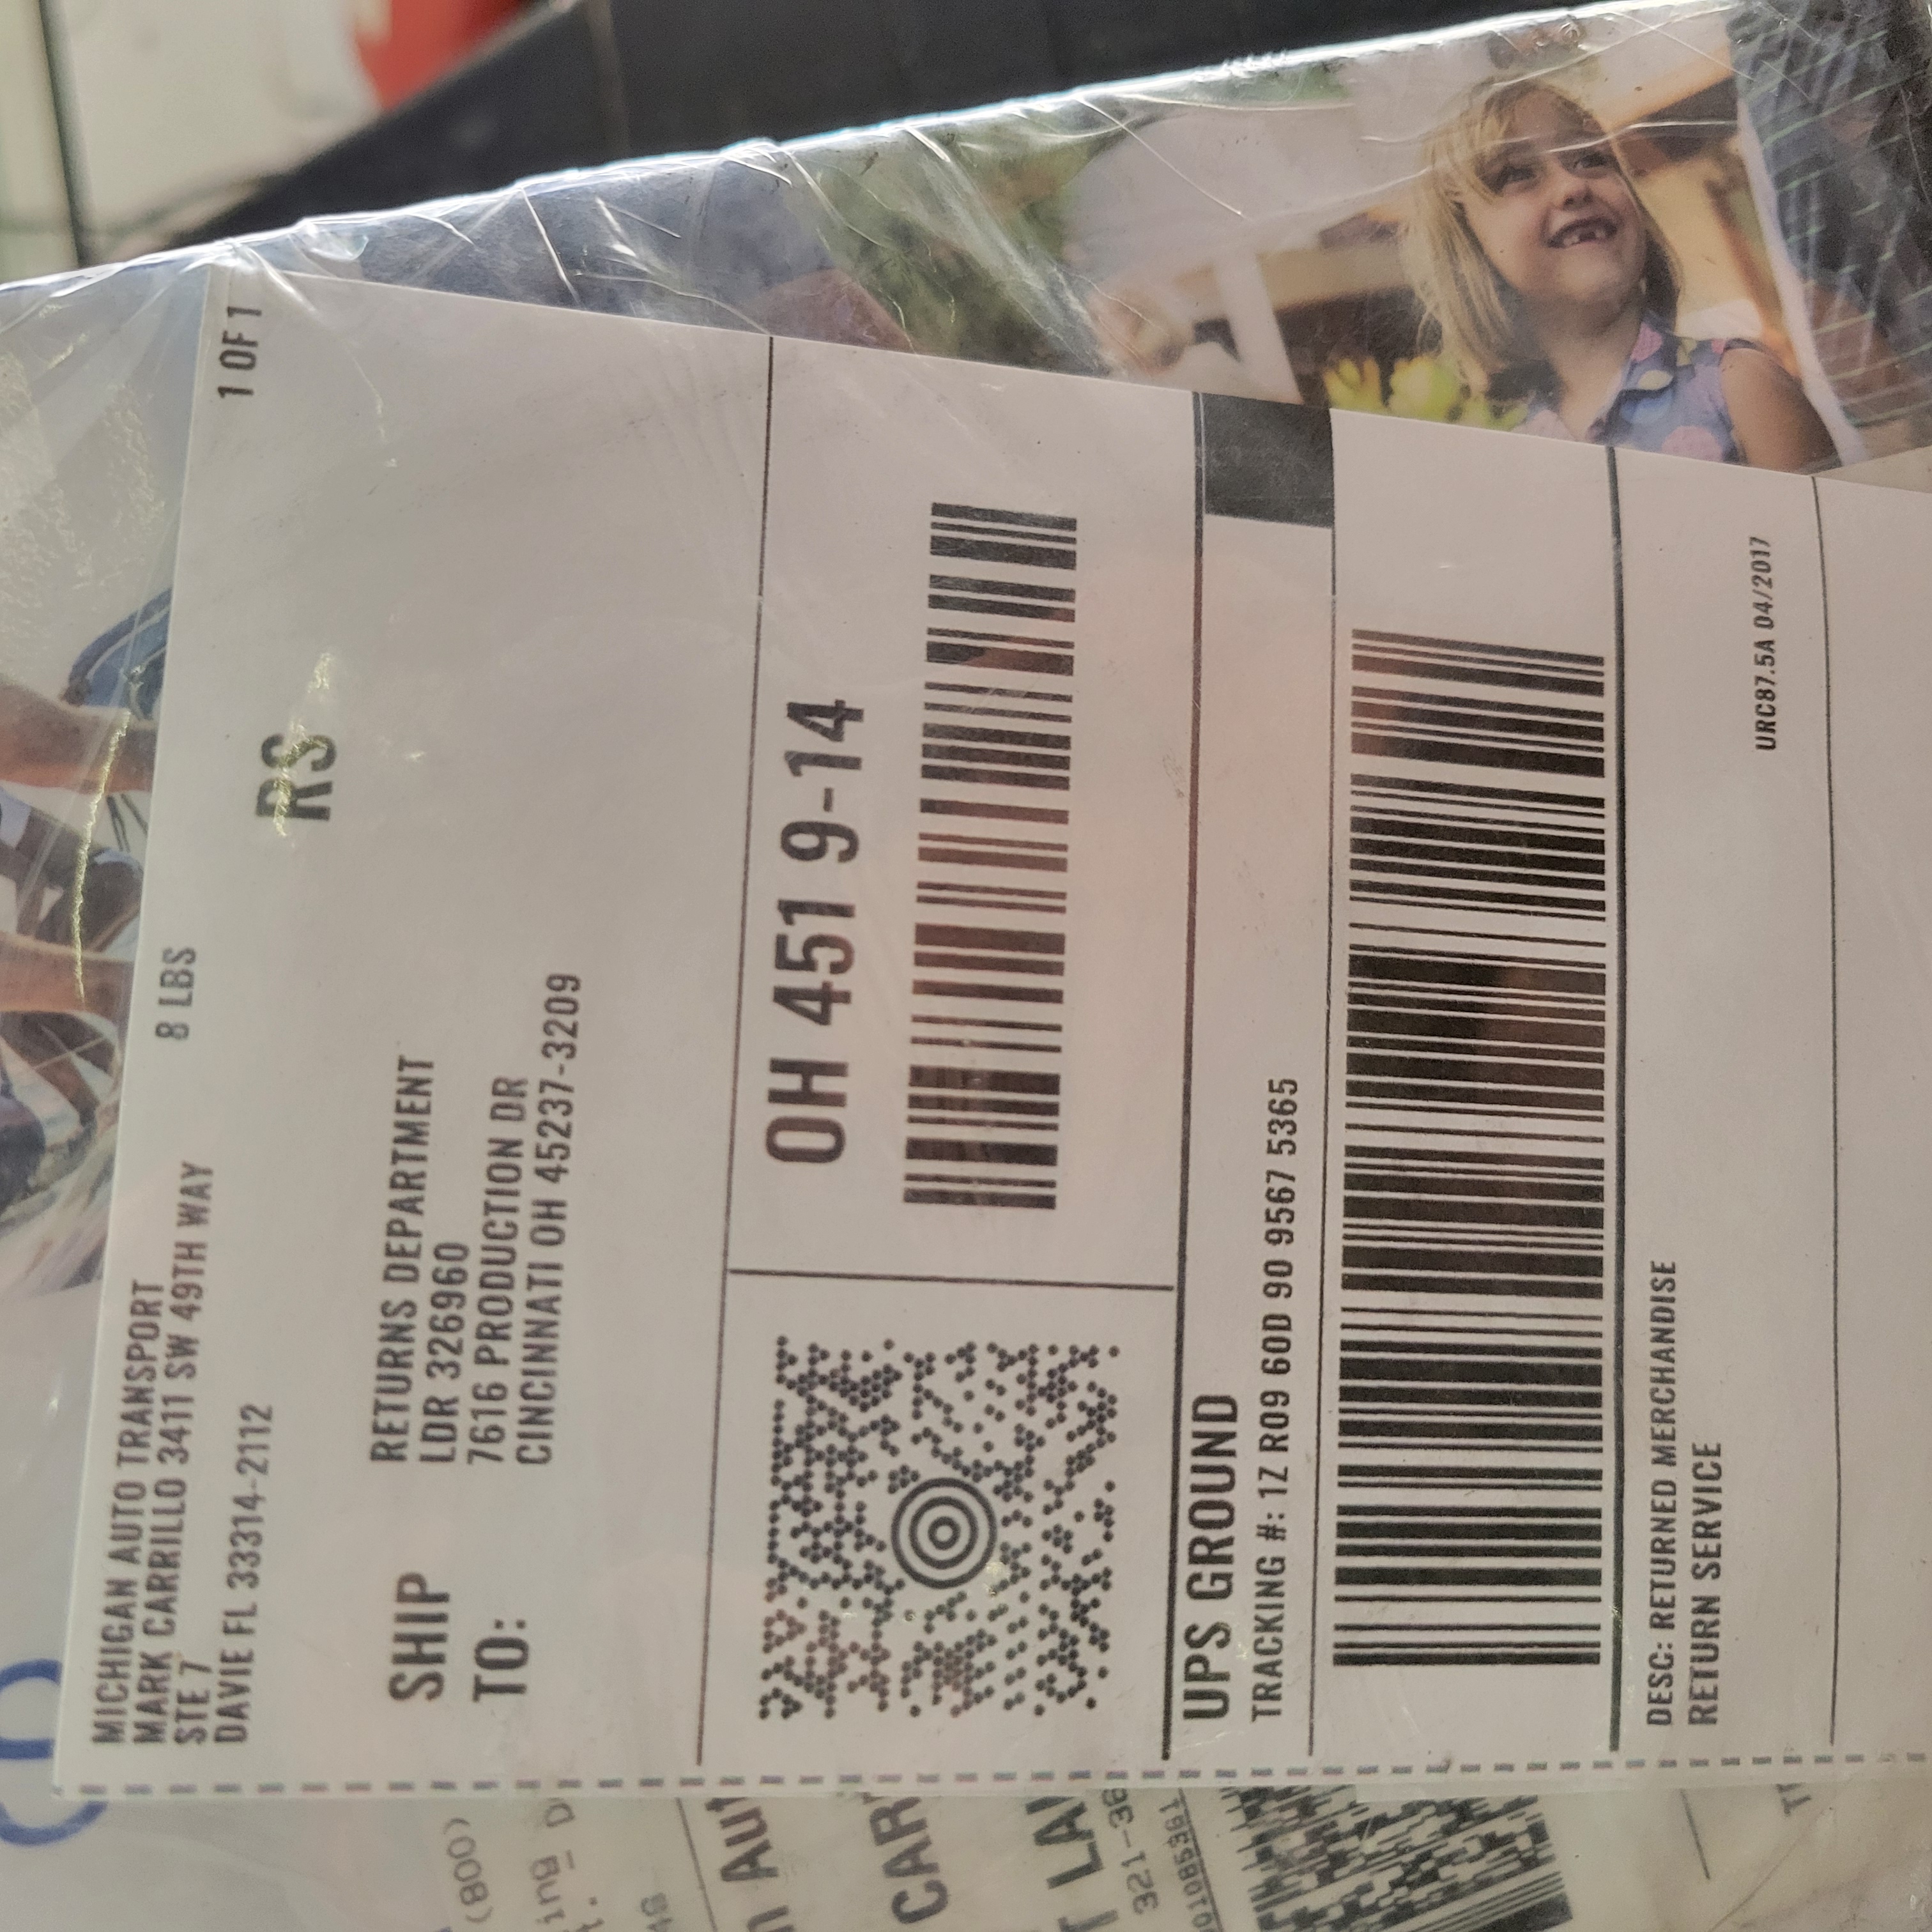 MICHIGAN AUTO TRANSPORT
MARK CARRILLO 3411 SW 49TH WAY
STE 7
DAVIE FL 33314-2112
8 LBS
1 OF 1
RS
SHIP
TO:
RETURNS DEPARTMENT
LDR 326960
7616 PRODUCTION DR
CINCINNATI OH 45237-3209
OH 451 9-14
UPS GROUND
TRACKING #: 1Z R09 60D 90 9567 5365
DESC: RETURNED MERCHANDISE
RETURN SERVICE
URC87.5A 04/2017
(800)